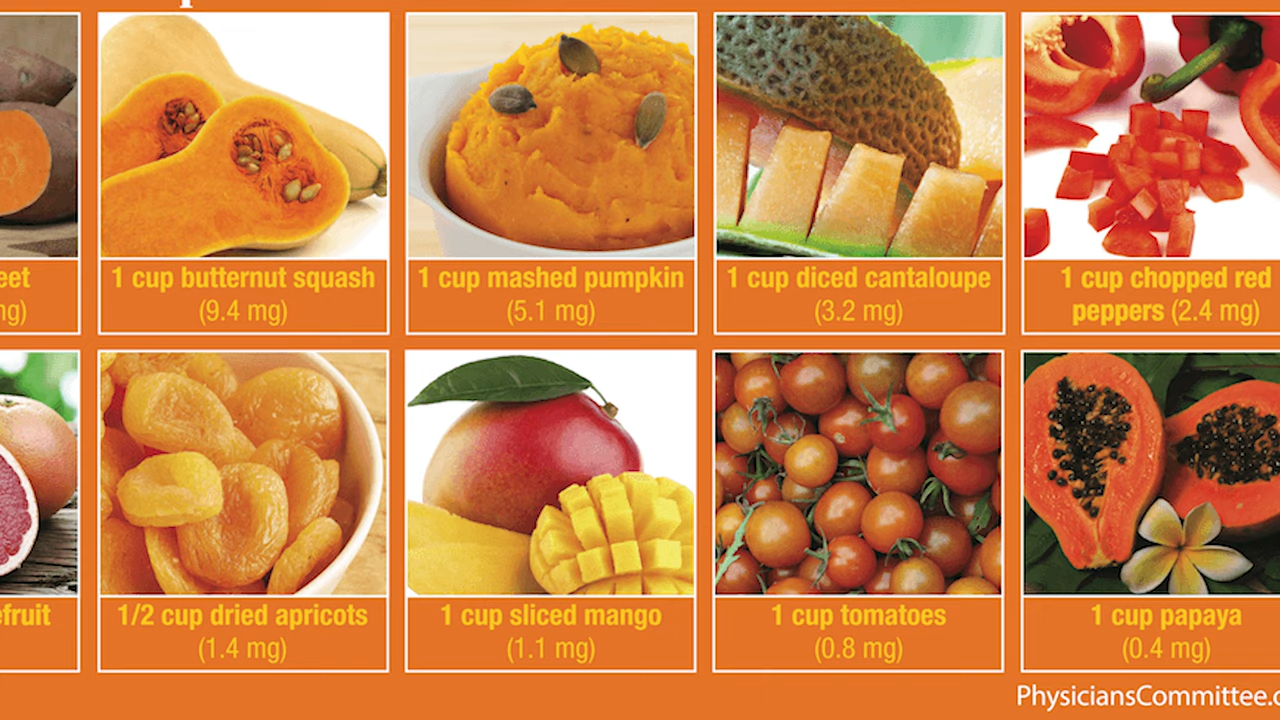 eet
1 cup butternut squash
1 cup mashed pumpkin
1 cup diced cantaloupe
1 cup chopped red
mg)
(9.4 mg)
(5.1 mg)
(3.2 mg)
peppers (2.4 mg)
efruit
1/2 cup dried apricots
1 cup sliced mango
1 cup tomatoes
1 cup papaya
(1.4 mg)
(1.1 mg)
(0.8 mg)
(0.4 mg)
PhysiciansCommittee.